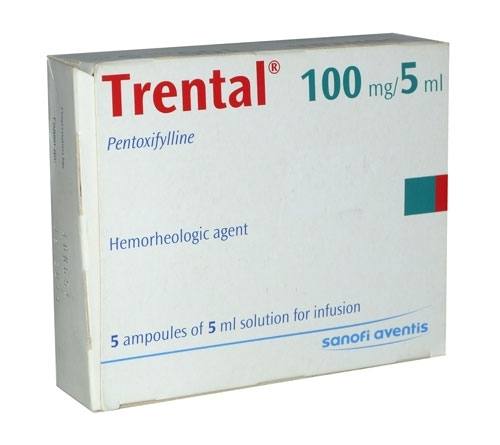 Trental® 100 mg/5 ml
Pentoxifylline
Hemorheologic agent
5 ampoules of 5 ml solution for infusion
sanofi aventis